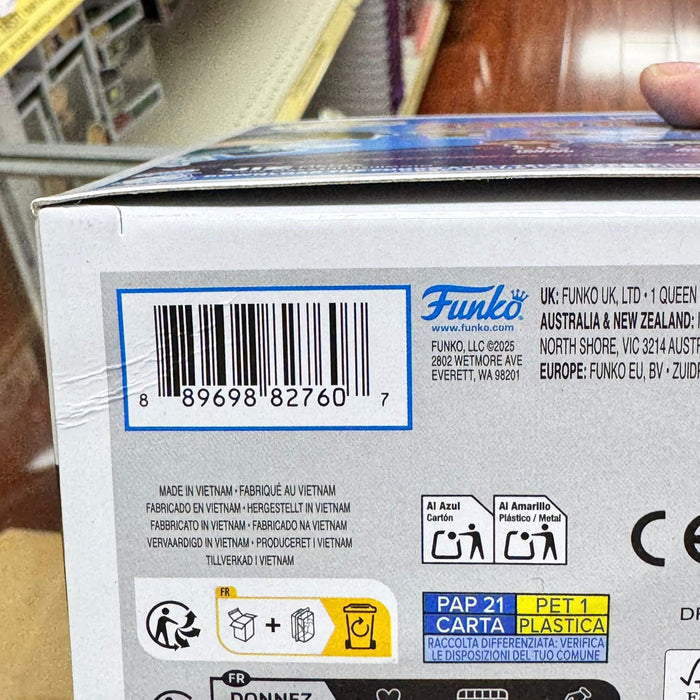 8 89698 82760 7
Funko
www.funko.com
FUNKO, LLC ©2025
2802 WETMORE AVE
EVERETT, WA 98201
UK: FUNKO UK, LTD • 1 QUEEN
AUSTRALIA & NEW ZEALAND:
NORTH SHORE, VIC 3214
EUROPE: FUNKO EU, BV •
MADE IN VIETNAM • FABRIQUÉ AU VIETNAM
FABRICADO EN VIETNAM • HERGESTELLT IN VIETNAM
FABBRICATO IN VIETNAM • FABRICADO NA VIETNAM
VERVAARDIGD IN VIETNAM • PRODUCERET I VIETNAM
TILLVERKAD I VIETNAM
Al Azul
Cartón
Al Amarillo
Plástico / Metal
CE
FR
+
PAP 21
CARTA
PET 1
PLASTICA
RACCOLTA DIFFERENZIATA: VERIFICA
LE DISPOSIZIONI DEL TUO COMUNE
FR
DONNEZ